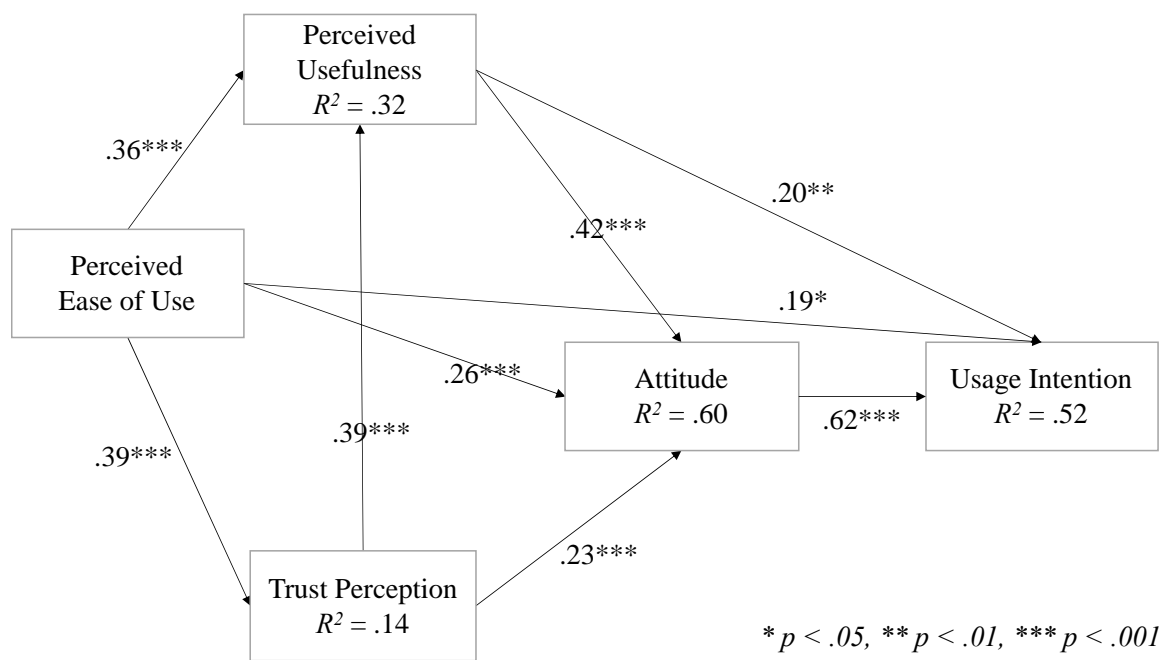 Perceived
Usefulness
R² = .32
.36***
.20**
.42***
Perceived
Ease of Use
.19*
.26***
Attitude
R² = .60
Usage Intention
R² = .52
.62***
.39***
.39***
.23***
Trust Perception
R² = .14
* p < .05, ** p < .01, *** p < .001